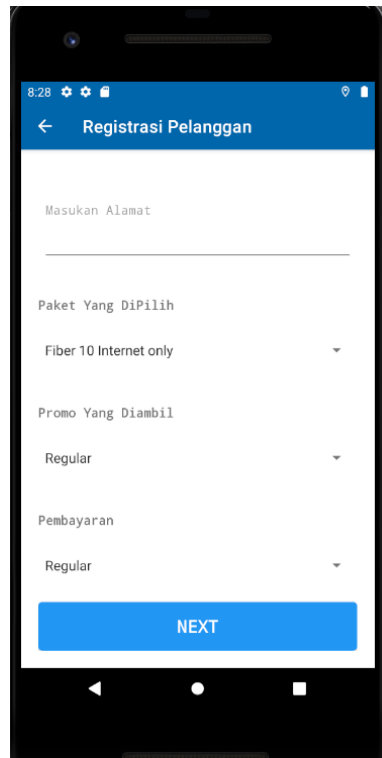 8:28
Registrasi Pelanggan
Masukan Alamat
Paket Yang DiPilih
Fiber 10 Internet only
Promo Yang Diambil
Regular
Pembayaran
Regular
NEXT